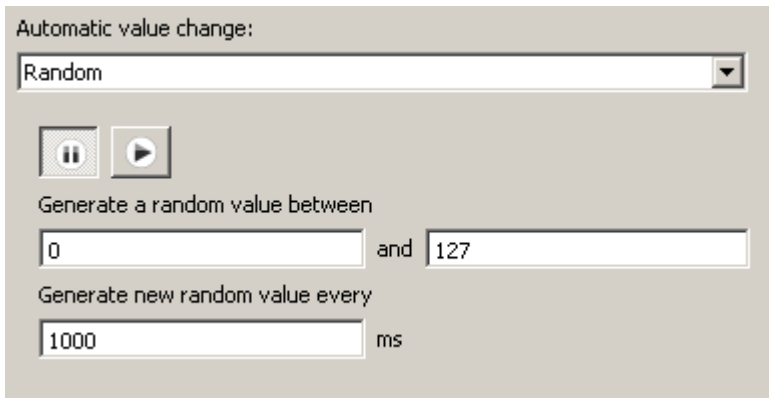 Automatic value change:
Random
Generate a random value between
0 and 127
Generate new random value every
1000 ms